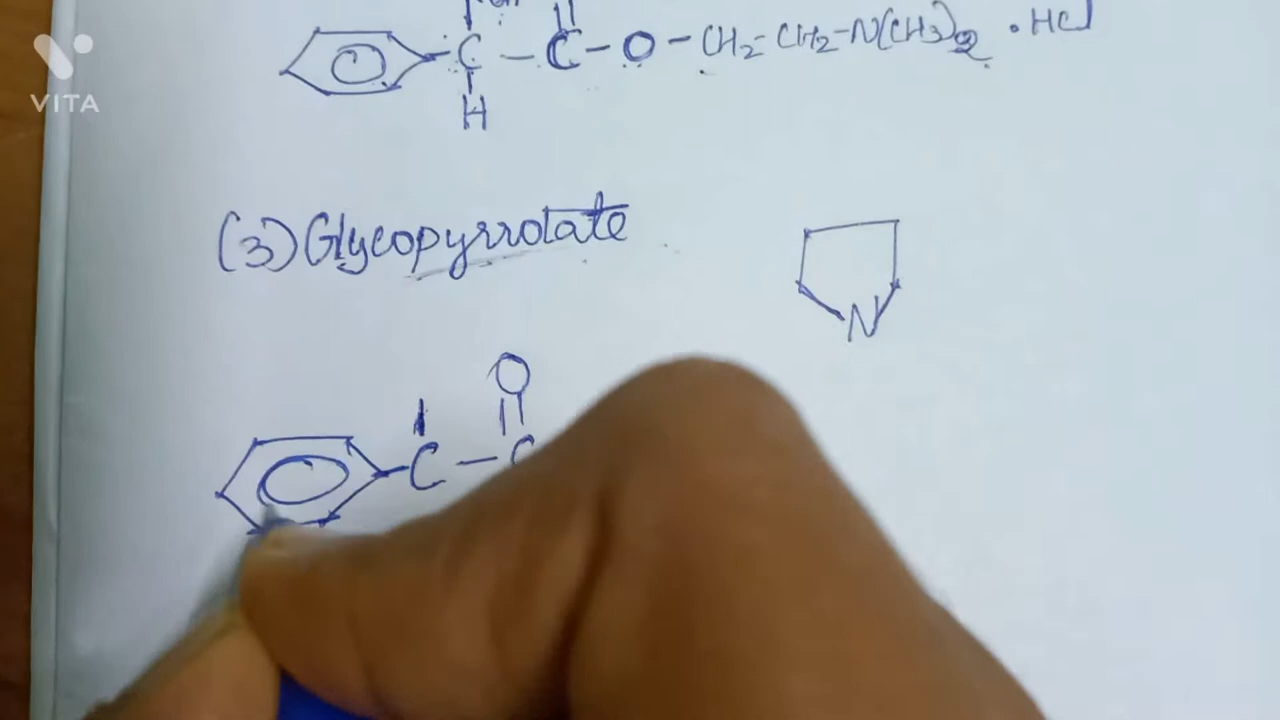 VITA
C – C – O – CH2 - CH2 - N(CH3)2 . HCl
H
(3) Glycopyrrolate
N
O
C – C